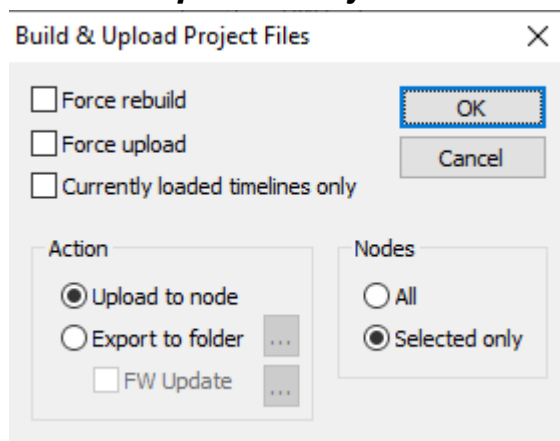 Build & Upload Project Files
Force rebuild
OK
Force upload
Cancel
Currently loaded timelines only
Action
Nodes
Upload to node
All
Export to folder
...
Selected only
FW Update
...